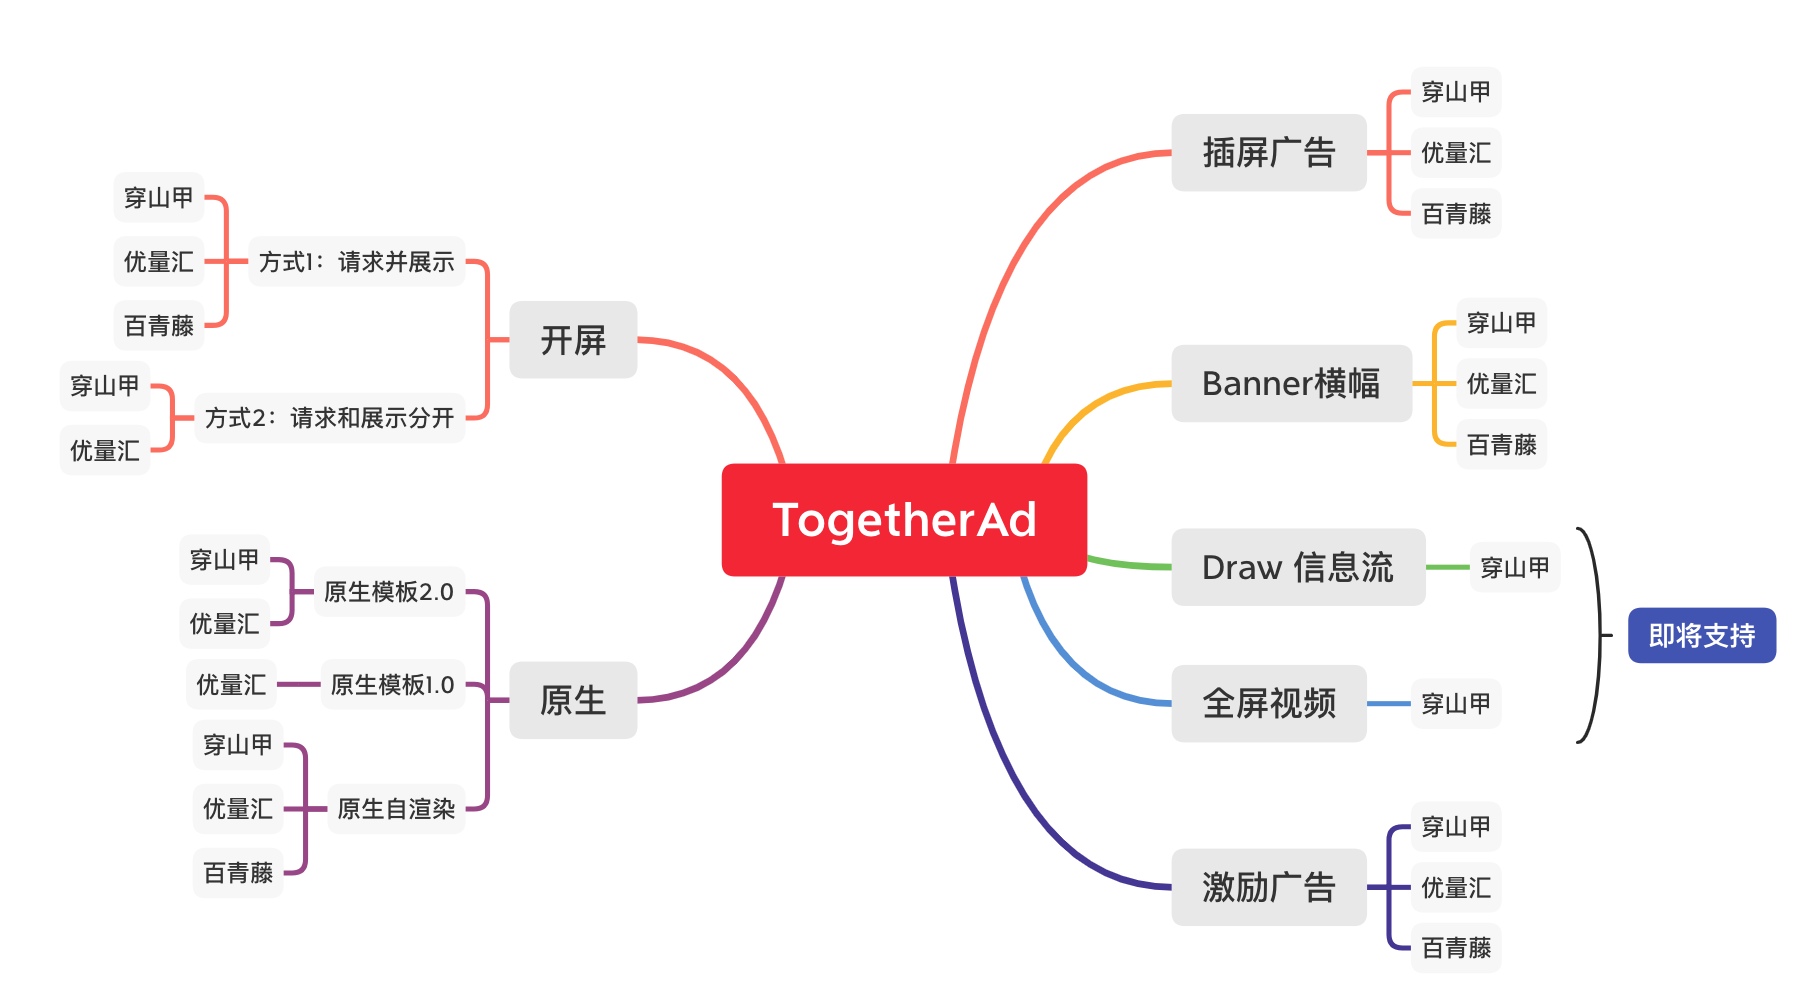 TogetherAd
插屏广告
穿山甲
优量汇
百青藤
Banner横幅
穿山甲
优量汇
百青藤
Draw 信息流
穿山甲
全屏视频
穿山甲
即将支持
激励广告
穿山甲
优量汇
百青藤
开屏
方式1：请求并展示
穿山甲
优量汇
百青藤
方式2：请求和展示分开
穿山甲
优量汇
原生
原生模板2.0
穿山甲
优量汇
原生模板1.0
优量汇
原生自渲染
穿山甲
优量汇
百青藤